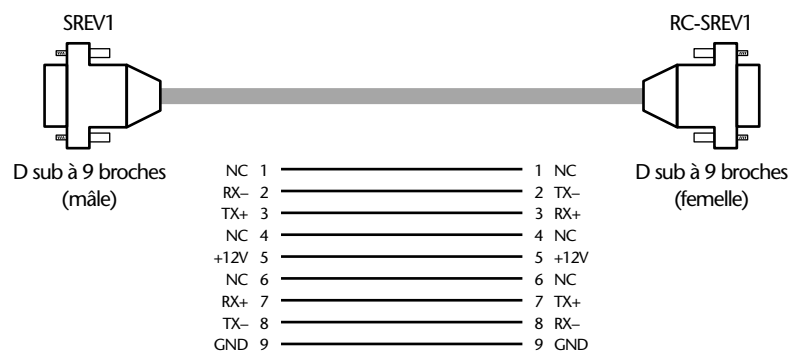 SREV1
RC-SREV1
D sub à 9 broches
(mâle)
D sub à 9 broches
(femelle)
NC 1 1 NC
RX– 2 2 TX–
TX+ 3 3 RX+
NC 4 4 NC
+12V 5 5 +12V
NC 6 6 NC
RX+ 7 7 TX+
TX– 8 8 RX–
GND 9 9 GND